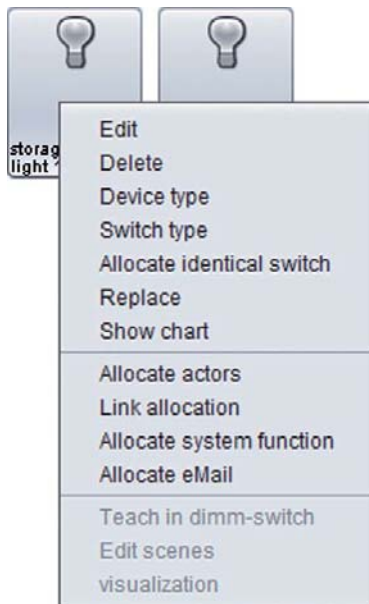 storag
light
Edit
Delete
Device type
Switch type
Allocate identical switch
Replace
Show chart
Allocate actors
Link allocation
Allocate system function
Allocate eMail
Teach in dimm-switch
Edit scenes
visualization